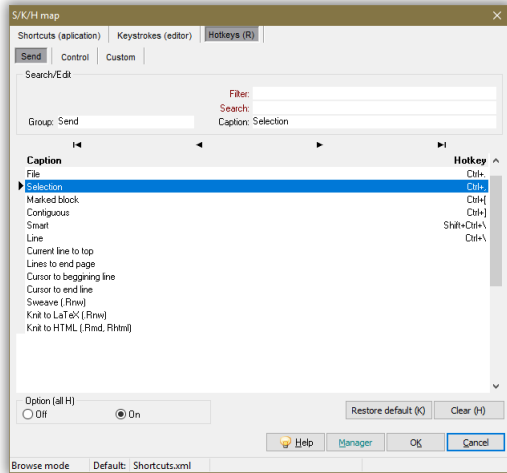 S/K/H map
Shortcuts (aplication) Keystrokes (editor) Hotkeys (R)
Send Control Custom
Search/Edit
Filter:
Search:
Group: Send Caption: Selection
Caption Hotkey
File Ctrl+.
Selection Ctrl+,
Marked block Ctrl+[
Contiguous Ctrl+]
Smart Shift+Ctrl+\
Line Ctrl+\
Current line to top
Lines to end page
Cursor to beggining line
Cursor to end line
Sweave (.Rnw)
Knit to LaTeX (.Rnw)
Knit to HTML (.Rmd, Rhtml)
Option (all H)
Off On
Restore default (K) Clear (H)
Help Manager OK Cancel
Browse mode Default: Shortcuts.xml